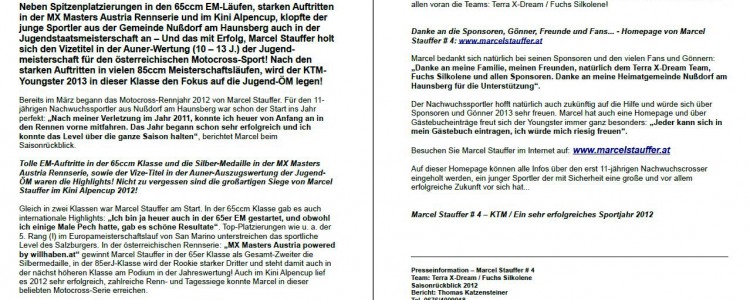 Neben Spitzenplatzierungen in den 65ccm EM-Läufen, starken Auftritten
in der MX Masters Austria Rennserie und im Kini Alpencup, klopfte der
junge Sportler aus der Gemeinde Nußdorf am Haunsberg auch in der
Jugendstaatsmeisterschaft an – Und das mit Erfolg, Marcel Stauffer holt
sich den Vizetitel in der Auner-Wertung (10 – 13 J.) der Jugend-
meisterschaft für den österreichischen Motocross-Sport! Nach den
starken Auftritten in vielen 85ccm Meisterschaftsläufen, wird der KTM-
Youngster 2013 in dieser Klasse den Fokus auf die Jugend-ÖM legen!
Bereits im März begann das Motocross-Rennjahr 2012 von Marcel Stauffer. Für den 11-
jährigen Nachwuchssportler aus Nußdorf am Haunsberg war schon der Start ins Jahr
perfekt: „Nach meiner Verletzung im Jahr 2011, konnte ich heuer von Anfang an in
den Rennen vorne mitfahren. Das Jahr begann schon sehr erfolgreich und ich
konnte das Level über die ganze Saison halten“, berichtet Marcel beim
Saisonrückblick.
Tolle EM-Auftritte in der 65ccm Klasse und die Silber-Medaille in der MX Masters
Austria Rennserie, sowie der Vize-Titel in der Auner-Auszugswertung der Jugend-
ÖM waren die Highlights! Nicht zu vergessen sind die großartigen Siege von Marcel
Stauffer im Kini Alpencup 2012!
Gleich in zwei Klassen war Marcel Stauffer am Start. In der 65ccm Klasse gab es auch
internationale Highlights: „Ich bin ja heuer auch in der 65er EM gestartet, und obwohl
ich einige Male Pech hatte, gab es schöne Resultate“. Top-Platzierungen wie u. a. der
5. Rang (!) im Europameisterschaftslauf von San Marino unterstreichen das sportliche
Level des Salzburgers. In der österreichischen Rennserie: „MX Masters Austria powered
by willhaben.at“ gewinnt Marcel Stauffer in der 65er Klasse als Gesamt-Zweiter die
Silbermedaille, in der 85erJ-Klasse wird der Rookie starker Dritter und steht damit auch in
der nächst höheren Klasse am Podium in der Jahreswertung! Auch im Kini Alpencup lief
es 2012 sehr erfolgreich, zahlreiche Renn- und Tagessiege konnte Marcel in dieser
beliebten Motocross-Serie erreichen.
allen voran die Teams: Terra X-Dream / Fuchs Silkolene!
Danke an die Sponsoren, Gönner, Freunde und Fans... - Homepage von Marcel
Stauffer # 4: www.marcelstauffer.at
Marcel bedankt sich natürlich bei seinen Sponsoren und den vielen Fans und Gönnern:
„Danke an meine Familie, meinen Freunden, natürlich dem Terra X-Dream Team,
Fuchs Silkolene und allen Sponsoren. Danke an meine Heimatgemeinde Nußdorf am
Haunsberg für die Unterstützung“.
Der Nachwuchssportler hofft natürlich auch zukünftig auf die Hilfe und würde sich über
Sponsoren und Gönner 2013 sehr freuen. Marcel hat auch eine Homepage und über
Gästebucheinträge freut sich der Youngster immer ganz besonders: „Jeder kann sich in
mein Gästebuch eintragen, ich würde mich riesig freuen“.
Besuchen Sie Marcel Stauffer im Internet auf: www.marcelstauffer.at
Auf dieser Homepage können alle Infos über den erst 11-jährigen Nachwuchscrosser
eingeholt werden, ein junger Sportler der mit Sicherheit eine große und vor allem
erfolgreiche Zukunft vor sich hat...
Marcel Stauffer # 4 – KTM / Ein sehr erfolgreiches Sportjahr 2012
Presseinformation – Marcel Stauffer # 4
Team: Terra X-Dream / Fuchs Silkolene
Saisonrückblick 2012
Bericht: Thomas Katzensteiner